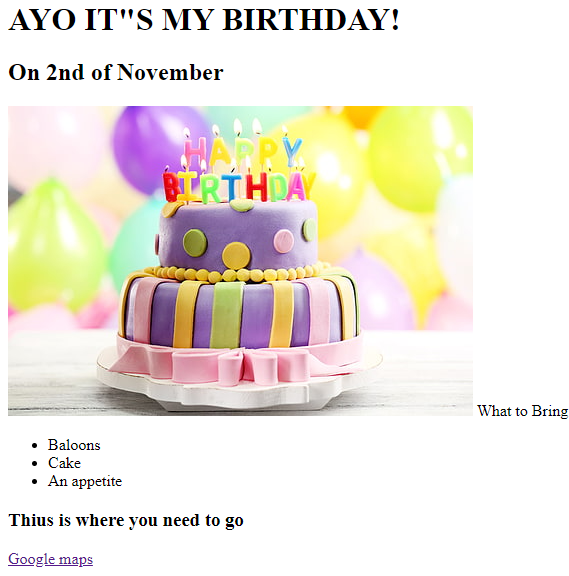 AYO IT"S MY BIRTHDAY!
On 2nd of November
HAPPY
BIRTHDAY
What to Bring
Baloons
Cake
An appetite
Thius is where you need to go
Google maps